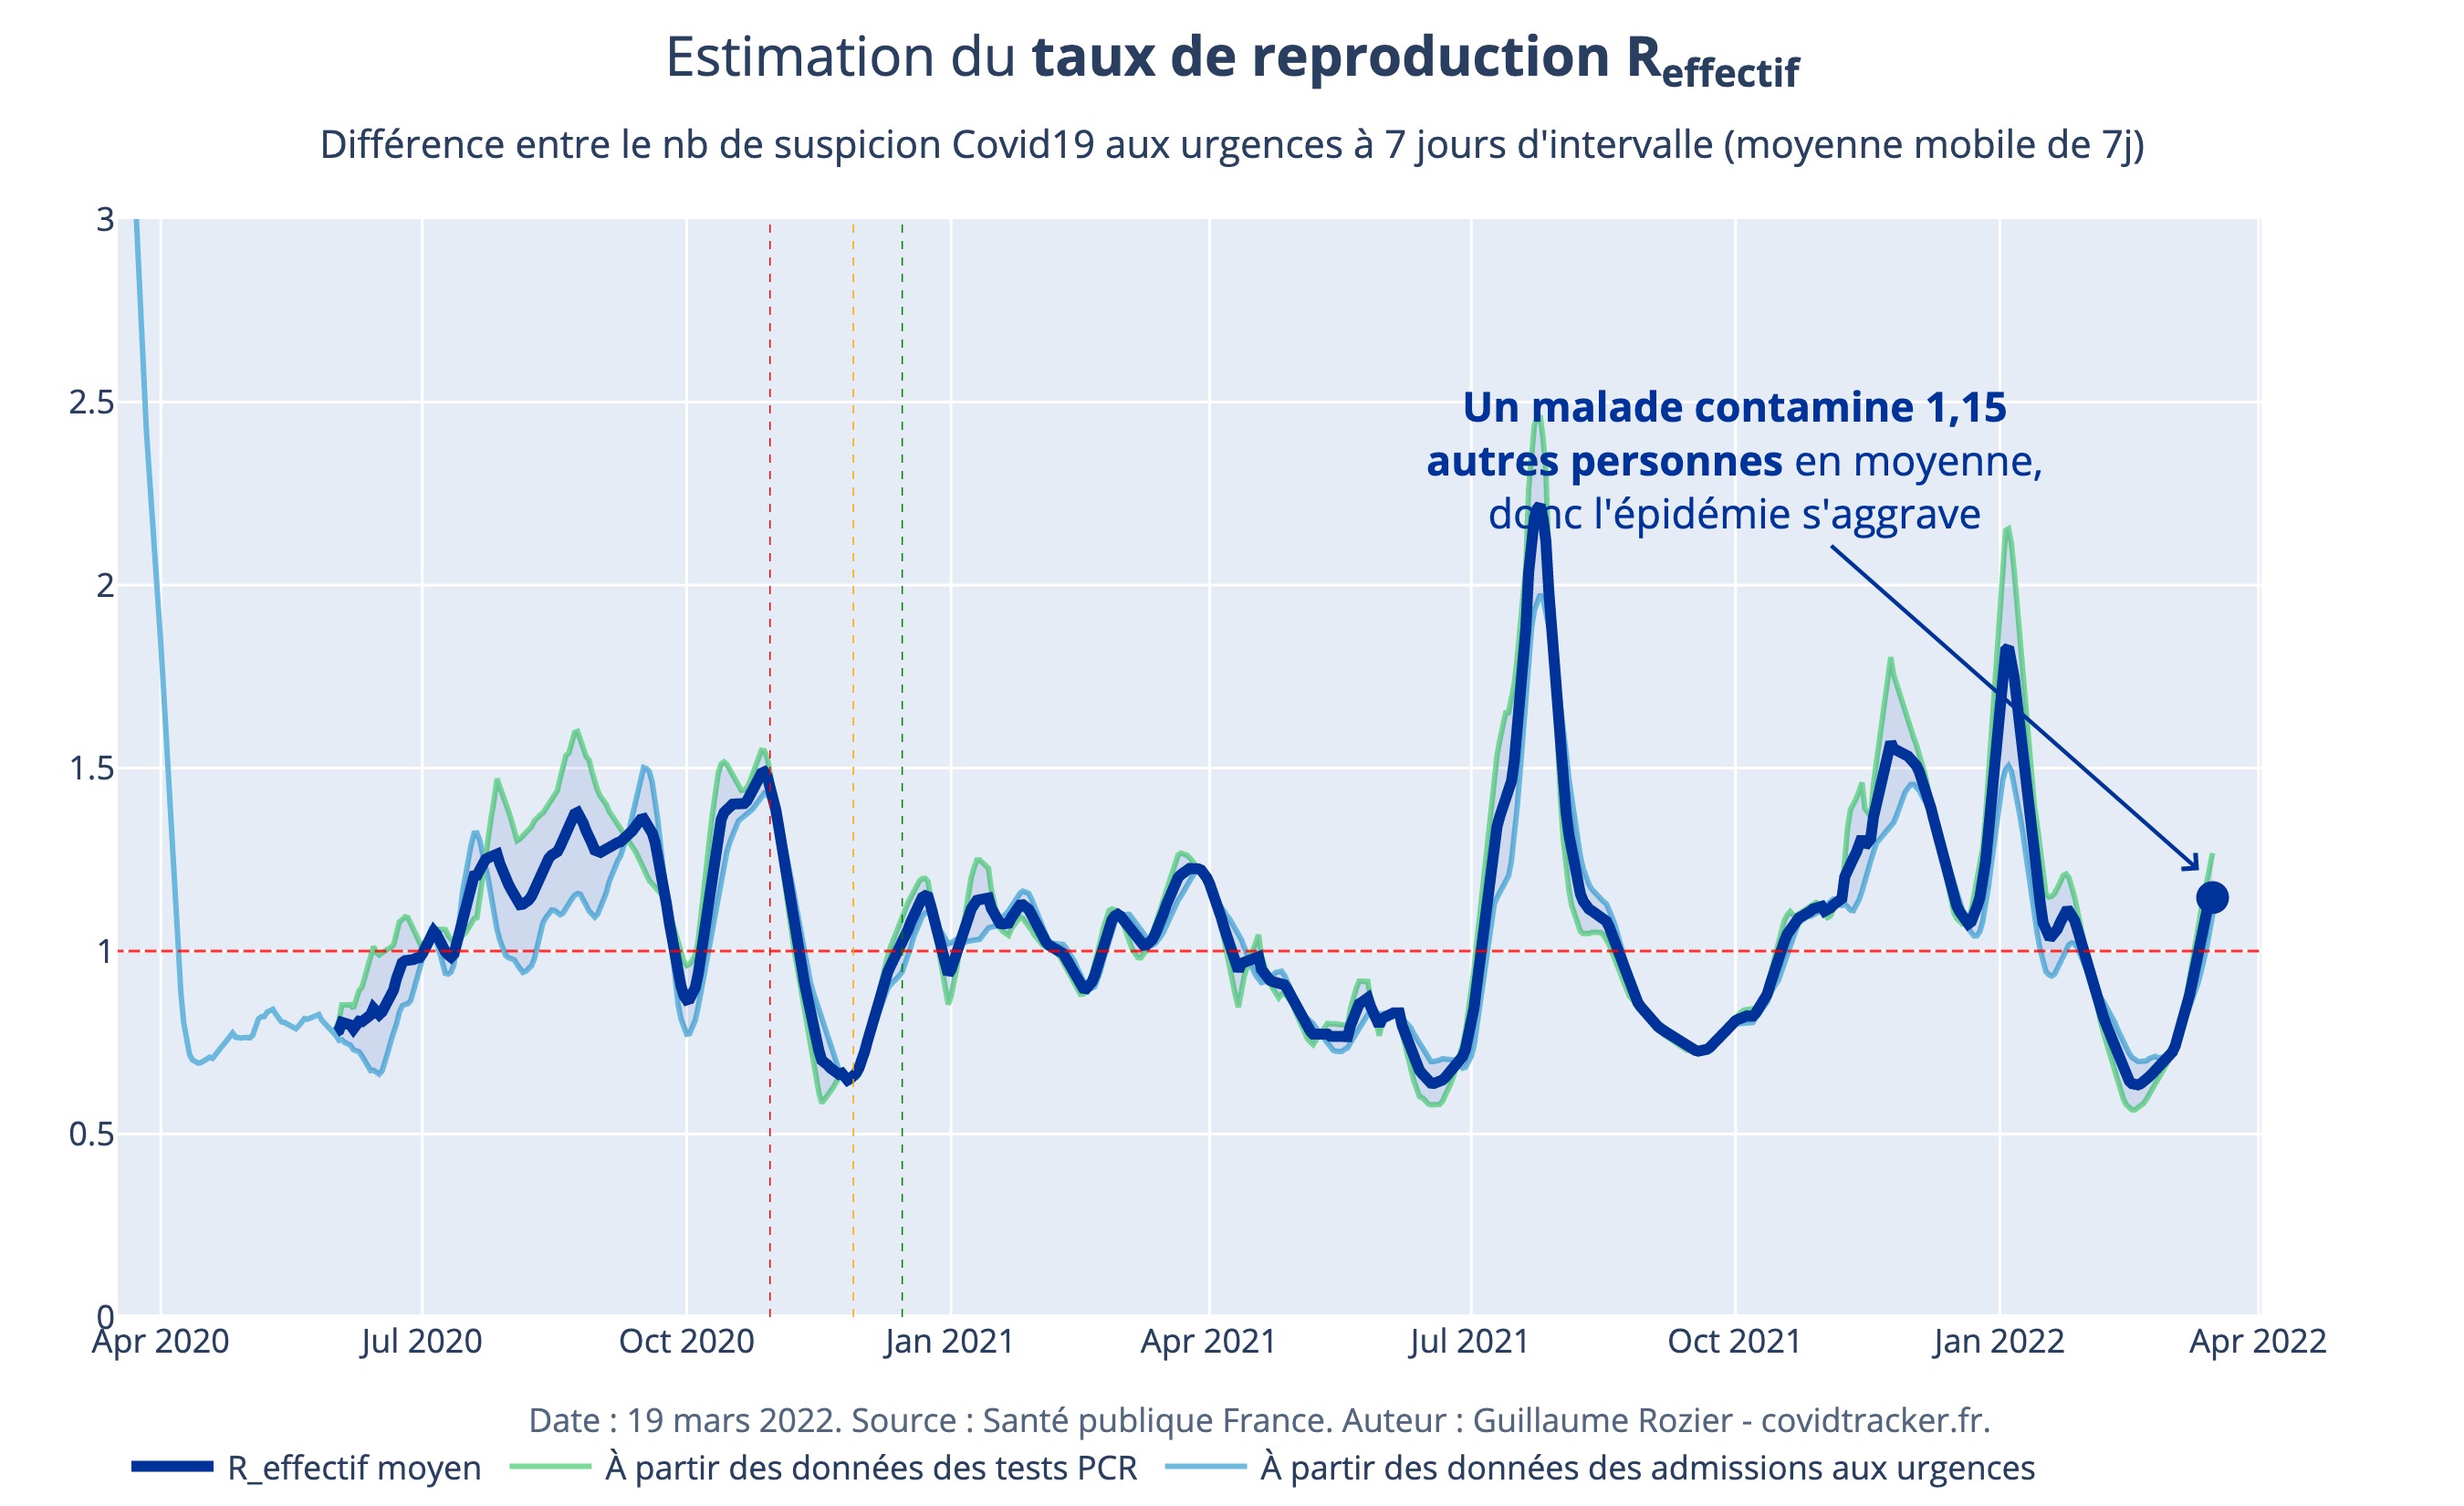 Estimation du taux de reproduction Reffectif
Différence entre le nb de suspicion Covid19 aux urgences à 7 jours d'intervalle (moyenne mobile de 7j)
3
2.5
2
1.5
1
0.5
0
Un malade contamine 1,15
autres personnes en moyenne,
donc l'épidémie s'aggrave
Apr 2020 Jul 2020 Oct 2020 Jan 2021 Apr 2021 Jul 2021 Oct 2021 Jan 2022 Apr 2022
Date : 19 mars 2022. Source : Santé publique France. Auteur : Guillaume Rozier - covidtracker.fr.
R_effectif moyen À partir des données des tests PCR À partir des données des admissions aux urgences